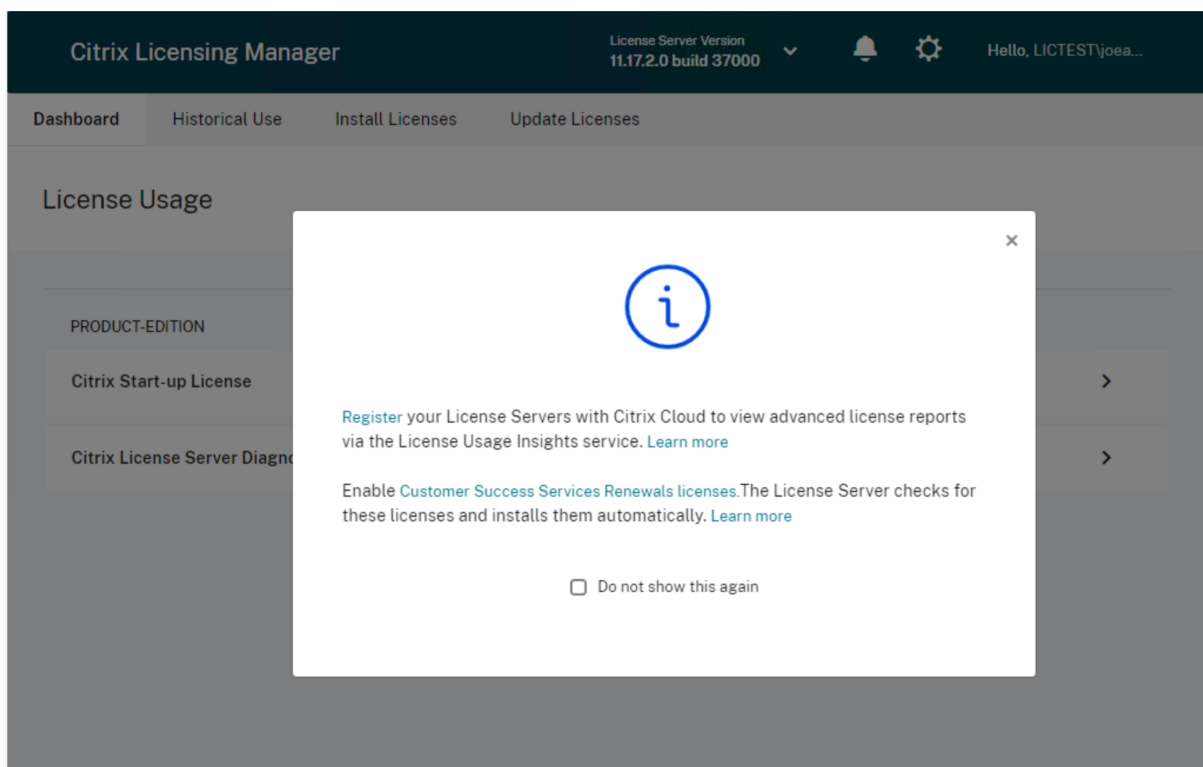 Citrix Licensing Manager
License Server Version
11.17.2.0 build 37000
Hello, LICTEST\joea...
Dashboard
Historical Use
Install Licenses
Update Licenses
License Usage
PRODUCT-EDITION
Citrix Start-up License
Citrix License Server Diagno
Register your License Servers with Citrix Cloud to view advanced license reports
via the License Usage Insights service. Learn more
Enable Customer Success Services Renewals licenses.The License Server checks for
these licenses and installs them automatically. Learn more
Do not show this again